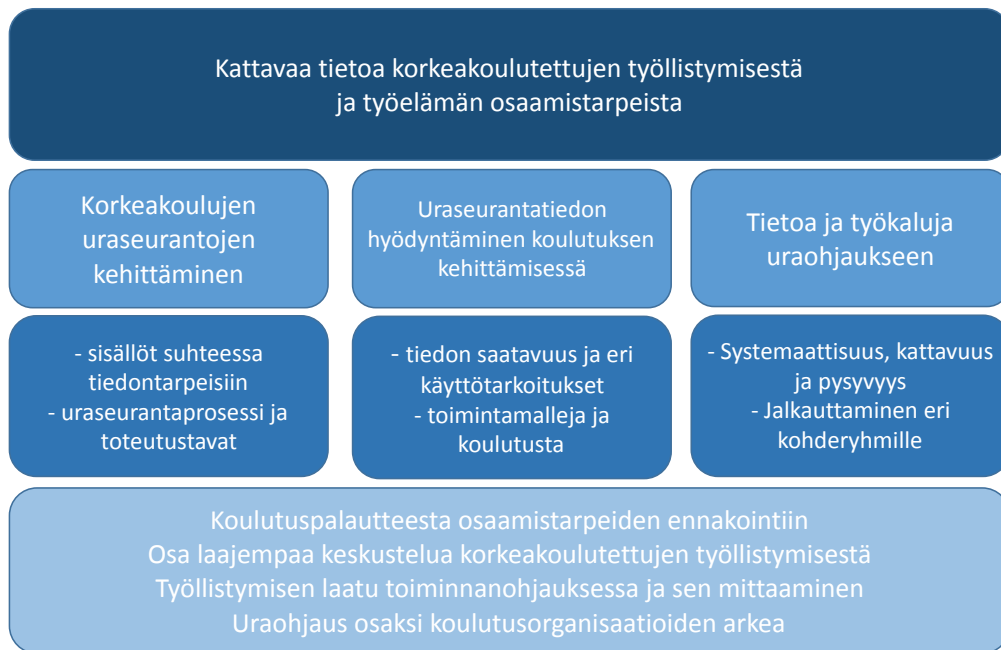 Kattavaa tietoa korkeakoulutettujen työllistymisestä
ja työelämän osaamistarpeista
Korkeakoulujen
uraseurantojen
kehittäminen
Uraseurantatiedon
hyödyntäminen koulutuksen
kehittämisessä
Tietoa ja työkaluja
uraohjaukseen
- sisällöt suhteessa
tiedontarpeisiin
- uraseurantaprosessi ja
toteutustavat
- tiedon saatavuus ja eri
käyttötarkoitukset
- toimintamalleja ja
koulutusta
- Systemaattisuus, kattavuus
ja pysyvyys
- Jalkauttaminen eri
kohderyhmille
Koulutuspalautteesta osaamistarpeiden ennakointiin
Osa laajempaa keskustelua korkeakoulutettujen työllistymisestä
Työllistymisen laatu toiminnanohjauksessa ja sen mittaaminen
Uraohjaus osaksi koulutusorganisaatioiden arkea